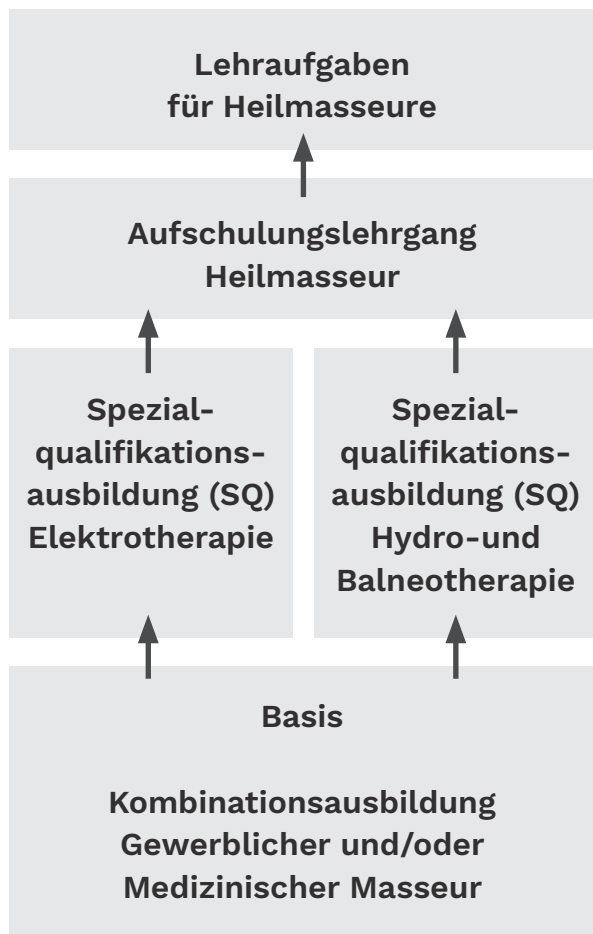 Lehraufgaben
für Heilmasseure
Aufschulungslehrgang
Heilmasseur
Spezial-
qualifikations-
ausbildung (SQ)
Elektrotherapie
Spezial-
qualifikations-
ausbildung (SQ)
Hydro-und
Balneotherapie
Basis
Kombinationsausbildung
Gewerblicher und/oder
Medizinischer Masseur